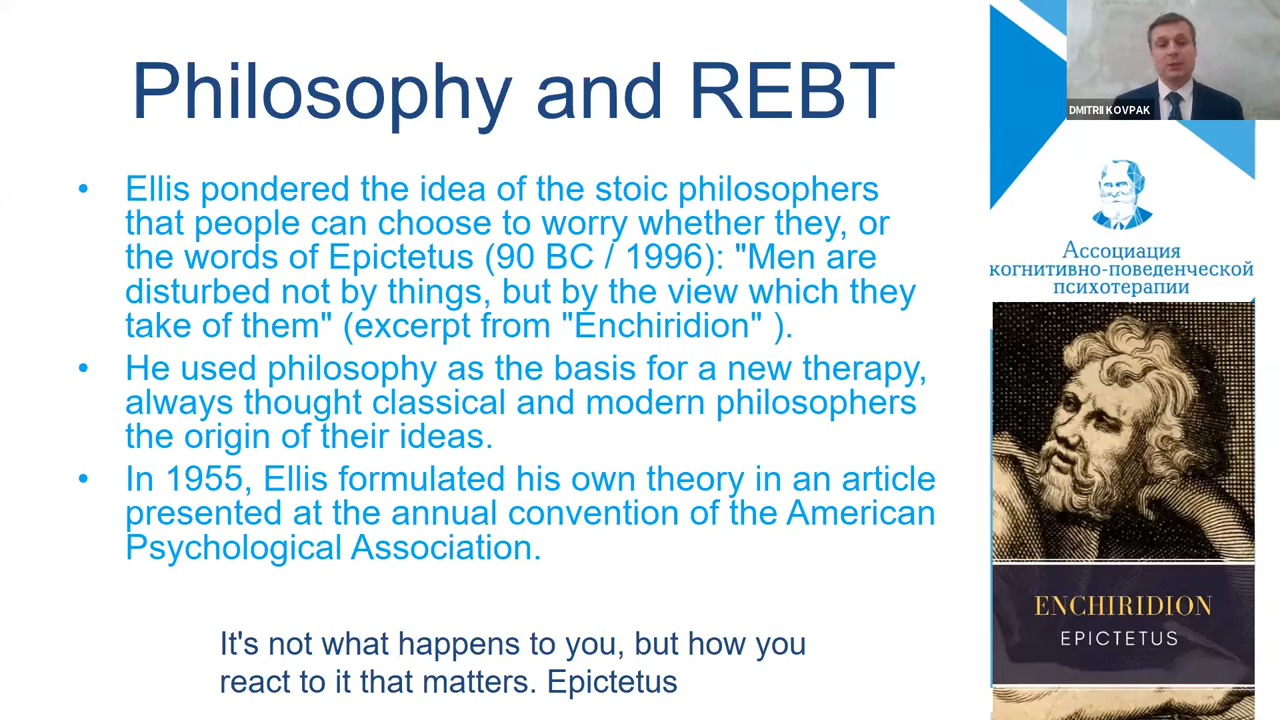 Philosophy and REBT
• Ellis pondered the idea of the stoic philosophers
that people can choose to worry whether they, or
the words of Epictetus (90 BC / 1996): "Men are
disturbed not by things, but by the view which they
take of them" (excerpt from "Enchiridion" ).
• He used philosophy as the basis for a new therapy,
always thought classical and modern philosophers
the origin of their ideas.
• In 1955, Ellis formulated his own theory in an article
presented at the annual convention of the American
Psychological Association.
It's not what happens to you, but how you
react to it that matters. Epictetus
DMITRII KOVPAK
Ассоциация
когнитивно-поведенческой
психотерапии
ENCHIRIDION
EPICTETUS